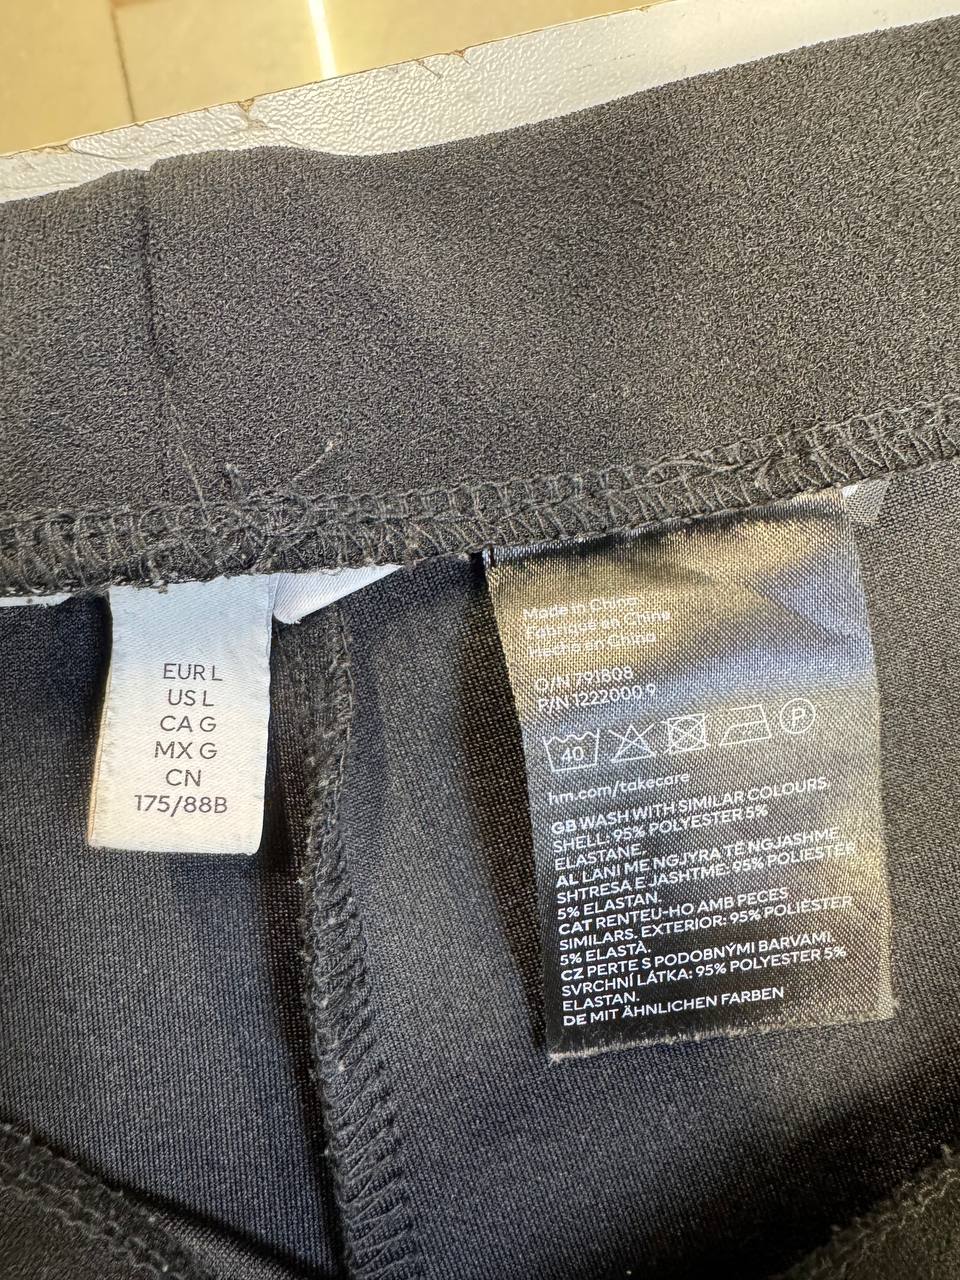 EUR L
US L
CA G
MX G
CN
175/88B
Made in China
Fabriqué en Chine
Hecho en China
O/N 791808
P/N 1222000 9
40
P
hm.com/takecare
GB WASH WITH SIMILAR COLOURS.
SHELL: 95% POLYESTER 5%
ELASTANE.
AL LANI ME NGJYRA TË NGJASHME.
SHTRESA E JASHTME: 95% POLIESTER
5% ELASTAN.
CAT RENTEU-HO AMB PECES
SIMILARS. EXTERIOR: 95% POLIÈSTER
5% ELASTÀ.
CZ PERTE S PODOBNÝMI BARVAMI.
SVRCHNÍ LÁTKA: 95% POLYESTER 5%
ELASTAN.
DE MIT ÄHNLICHEN FARBEN